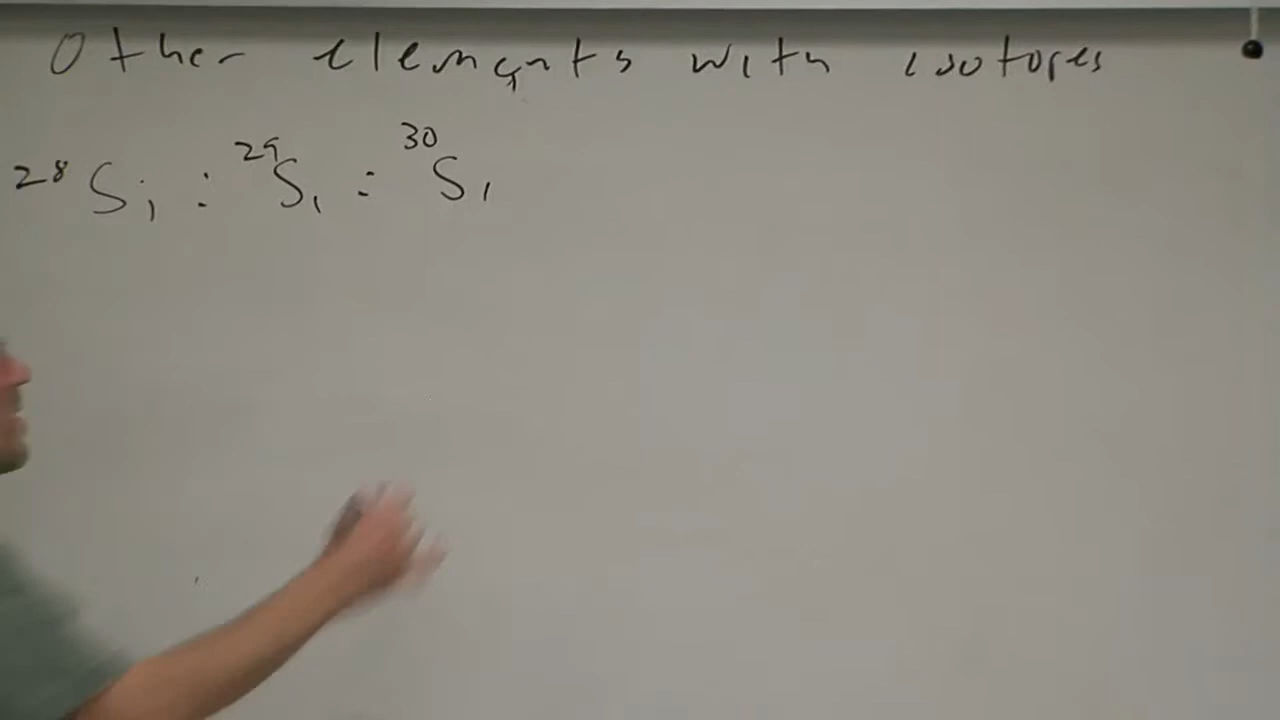 Other elements with isotopes
²⁸Si : ²⁹Si : ³⁰Si